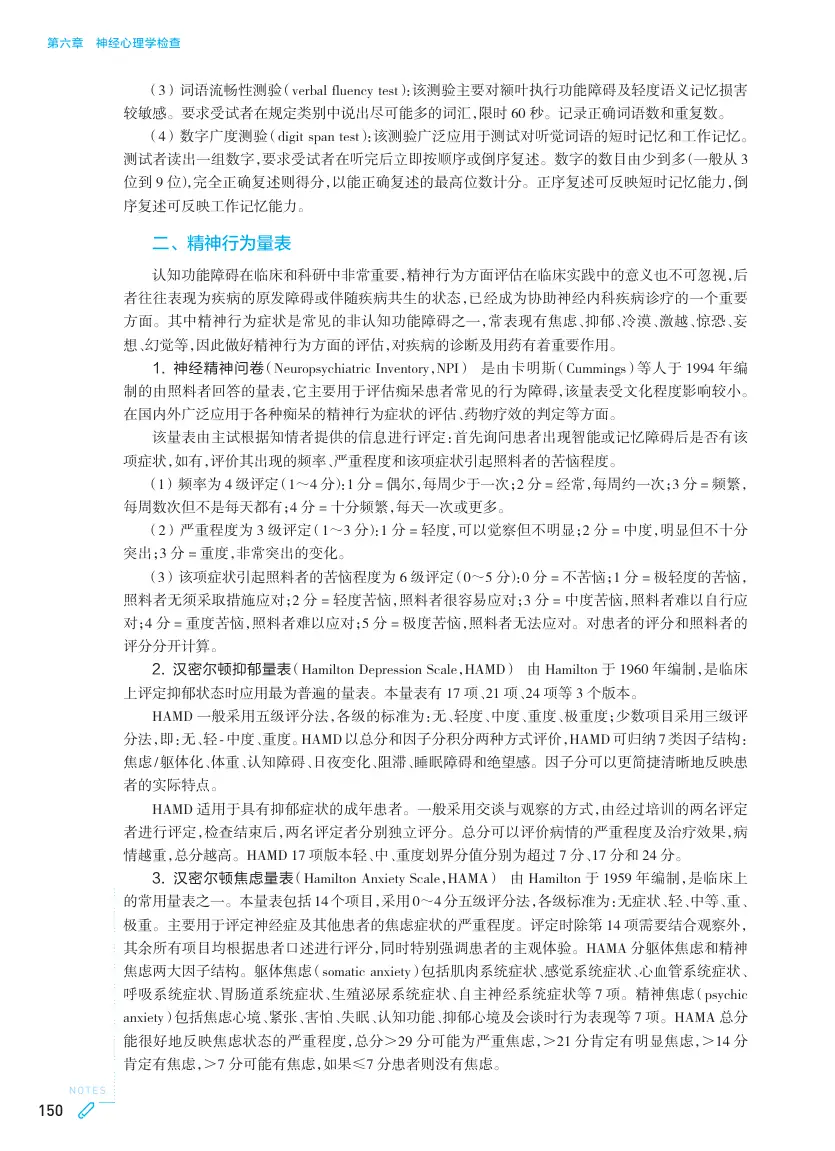 第六章 神经心理学检查
（3）词语流畅性测验（verbal fluency test）：该测验主要对额叶执行功能障碍及轻度语义记忆损害
较敏感。要求受试者在规定类别中说出尽可能多的词汇，限时 60 秒。记录正确词语数和重复数。
（4）数字广度测验（digit span test）：该测验广泛应用于测试对听觉词语的短时记忆和工作记忆。
测试者读出一组数字，要求受试者在听完后立即按顺序或倒序复述。数字的数目由少到多（一般从 3
位到 9 位），完全正确复述则得分，以能正确复述的最高位数计分。正序复述可反映短时记忆能力，倒
序复述可反映工作记忆能力。
二、精神行为量表
认知功能障碍在临床和科研中非常重要，精神行为方面评估在临床实践中的意义也不可忽视，后
者往往表现为疾病的原发障碍或伴随疾病共生的状态，已经成为协助神经内科疾病诊疗的一个重要
方面。其中精神行为症状是常见的非认知功能障碍之一，常表现有焦虑、抑郁、冷漠、激越、惊恐、妄
想、幻觉等，因此做好精神行为方面的评估，对疾病的诊断及用药有着重要作用。
1. 神经精神问卷（Neuropsychiatric Inventory，NPI） 是由卡明斯（Cummings）等人于 1994 年编
制的由照料者回答的量表，它主要用于评估痴呆患者常见的行为障碍，该量表受文化程度影响较小。
在国内外广泛应用于各种痴呆的精神行为症状的评估、药物疗效的判定等方面。
该量表由主试根据知情者提供的信息进行评定：首先询问患者出现智能或记忆障碍后是否有该
项症状，如有，评价其出现的频率、严重程度和该项症状引起照料者的苦恼程度。
（1）频率为 4 级评定（1～4 分）：1 分 = 偶尔，每周少于一次；2 分 = 经常，每周约一次；3 分 = 频繁，
每周数次但不是每天都有；4 分 = 十分频繁，每天一次或更多。
（2）严重程度为 3 级评定（1～3 分）：1 分 = 轻度，可以觉察但不明显；2 分 = 中度，明显但不十分
突出；3 分 = 重度，非常突出的变化。
（3）该项症状引起照料者的苦恼程度为 6 级评定（0～5 分）：0 分 = 不苦恼；1 分 = 极轻度的苦恼，
照料者无须采取措施应对；2 分 = 轻度苦恼，照料者很容易应对；3 分 = 中度苦恼，照料者难以自行应
对；4 分 = 重度苦恼，照料者难以应对；5 分 = 极度苦恼，照料者无法应对。对患者的评分和照料者的
评分分开计算。
2. 汉密尔顿抑郁量表（Hamilton Depression Scale，HAMD） 由 Hamilton 于 1960 年编制，是临床
上评定抑郁状态时应用最为普遍的量表。本量表有 17 项、21 项、24 项等 3 个版本。
HAMD 一般采用五级评分法，各级的标准为：无、轻度、中度、重度、极重度；少数项目采用三级评
分法，即：无、轻-中度、重度。HAMD 以总分和因子分积分两种方式评价，HAMD 可归纳 7 类因子结构：
焦虑/躯体化、体重、认知障碍、日夜变化、阻滞、睡眠障碍和绝望感。因子分可以更简捷清晰地反映患
者的实际特点。
HAMD 适用于具有抑郁症状的成年患者。一般采用交谈与观察的方式，由经过培训的两名评定
者进行评定，检查结束后，两名评定者分别独立评分。总分可以评价病情的严重程度及治疗效果，病
情越重，总分越高。HAMD 17 项版本轻、中、重度划界分值分别为超过 7 分、17 分和 24 分。
3. 汉密尔顿焦虑量表（Hamilton Anxiety Scale，HAMA） 由 Hamilton 于 1959 年编制，是临床上
的常用量表之一。本量表包括 14 个项目，采用 0～4 分五级评分法，各级标准为：无症状、轻、中等、重、
极重。主要用于评定神经症及其他患者的焦虑症状的严重程度。评定时除第 14 项需要结合观察外，
其余所有项目均根据患者口述进行评分，同时特别强调患者的主观体验。HAMA 分躯体焦虑和精神
焦虑两大因子结构。躯体焦虑（somatic anxiety）包括肌肉系统症状、感觉系统症状、心血管系统症状、
呼吸系统症状、胃肠道系统症状、生殖泌尿系统症状、自主神经系统症状等 7 项。精神焦虑（psychic
anxiety）包括焦虑心境、紧张、害怕、失眠、认知功能、抑郁心境及会谈时行为表现等 7 项。HAMA 总分
能很好地反映焦虑状态的严重程度，总分＞29 分可能为严重焦虑，＞21 分肯定有明显焦虑，＞14 分
肯定有焦虑，＞7 分可能有焦虑，如果≤7 分患者则没有焦虑。
NOTES
150